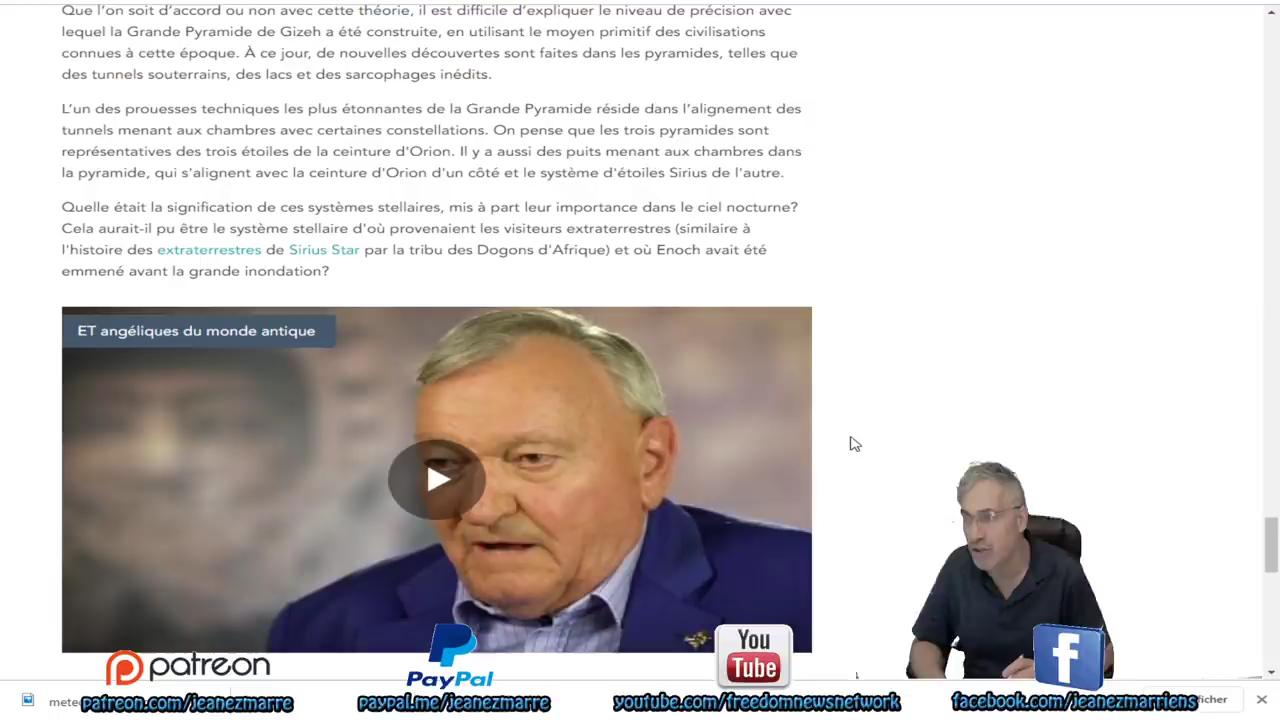 Que l'on soit d'accord ou non avec cette théorie, il est difficile d'expliquer le niveau de précision avec
lequel la Grande Pyramide de Gizeh a été construite, en utilisant le moyen primitif des civilisations
connues à cette époque. À ce jour, de nouvelles découvertes sont faites dans les pyramides, telles que
des tunnels souterrains, des lacs et des sarcophages inédits.
L'un des prouesses techniques les plus étonnantes de la Grande Pyramide réside dans l'alignement des
tunnels menant aux chambres avec certaines constellations. On pense que les trois pyramides sont
représentatives des trois étoiles de la ceinture d'Orion. Il y a aussi des puits menant aux chambres dans
la pyramide, qui s'alignent avec la ceinture d'Orion d'un côté et le système d'étoiles Sirius de l'autre.
Quelle était la signification de ces systèmes stellaires, mis à part leur importance dans le ciel nocturne?
Cela aurait-il pu être le système stellaire d'où provenaient les visiteurs extraterrestres (similaire à
l'histoire des extraterrestres de Sirius Star par la tribu des Dogons d'Afrique) et où Enoch avait été
emmené avant la grande inondation?
ET angéliques du monde antique
patreon
PayPal
You
Tube
f
patreon.com/jeanezmarre
paypal.me/jeanezmarre
youtube.com/freedomnewsnetwork
facebook.com/jeanezmarriens